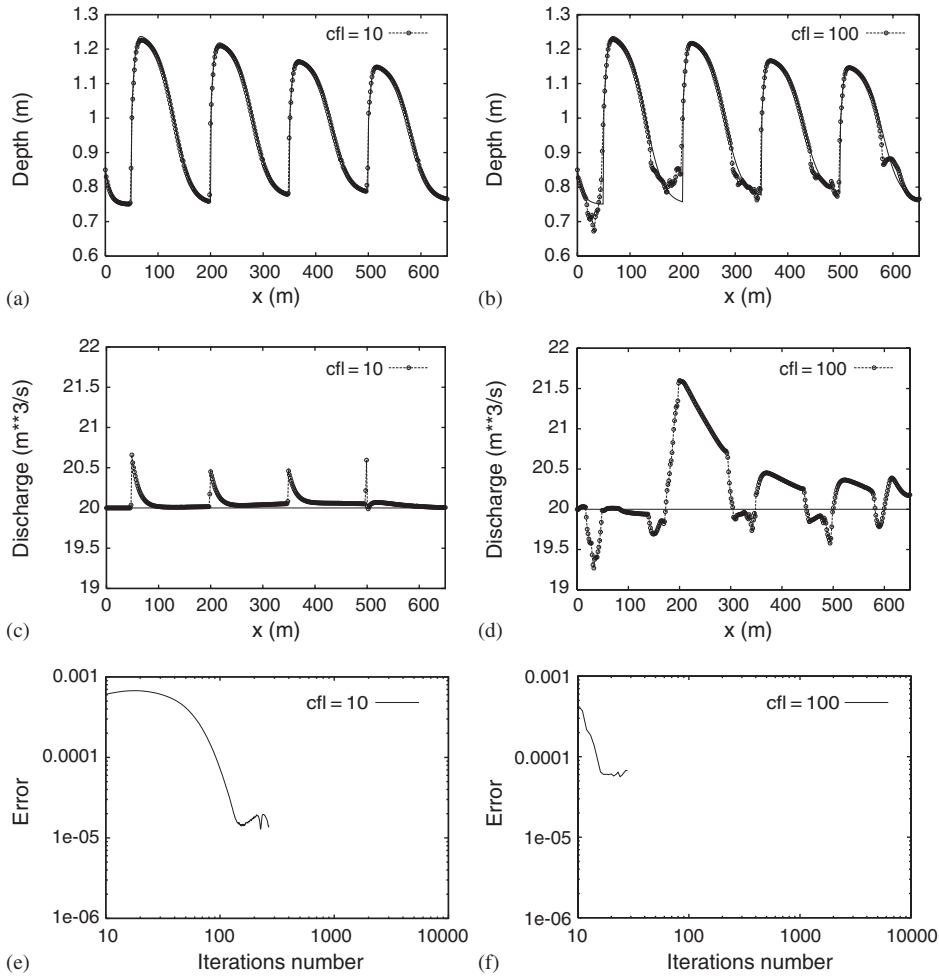 1.3
1.2
1.1
1
0.9
0.8
0.7
0.6
Depth (m)
cfl = 10
0 100 200 300 400 500 600
x (m)
(a)
1.3
1.2
1.1
1
0.9
0.8
0.7
0.6
Depth (m)
cfl = 100
0 100 200 300 400 500 600
x (m)
(b)
22
21.5
21
20.5
20
19.5
19
Discharge (m**3/s)
cfl = 10
0 100 200 300 400 500 600
x (m)
(c)
22
21.5
21
20.5
20
19.5
19
Discharge (m**3/s)
cfl = 100
0 100 200 300 400 500 600
x (m)
(d)
0.001
0.0001
1e-05
1e-06
Error
cfl = 10
10 100 1000 10000
Iterations number
(e)
0.001
0.0001
1e-05
1e-06
Error
cfl = 100
10 100 1000 10000
Iterations number
(f)